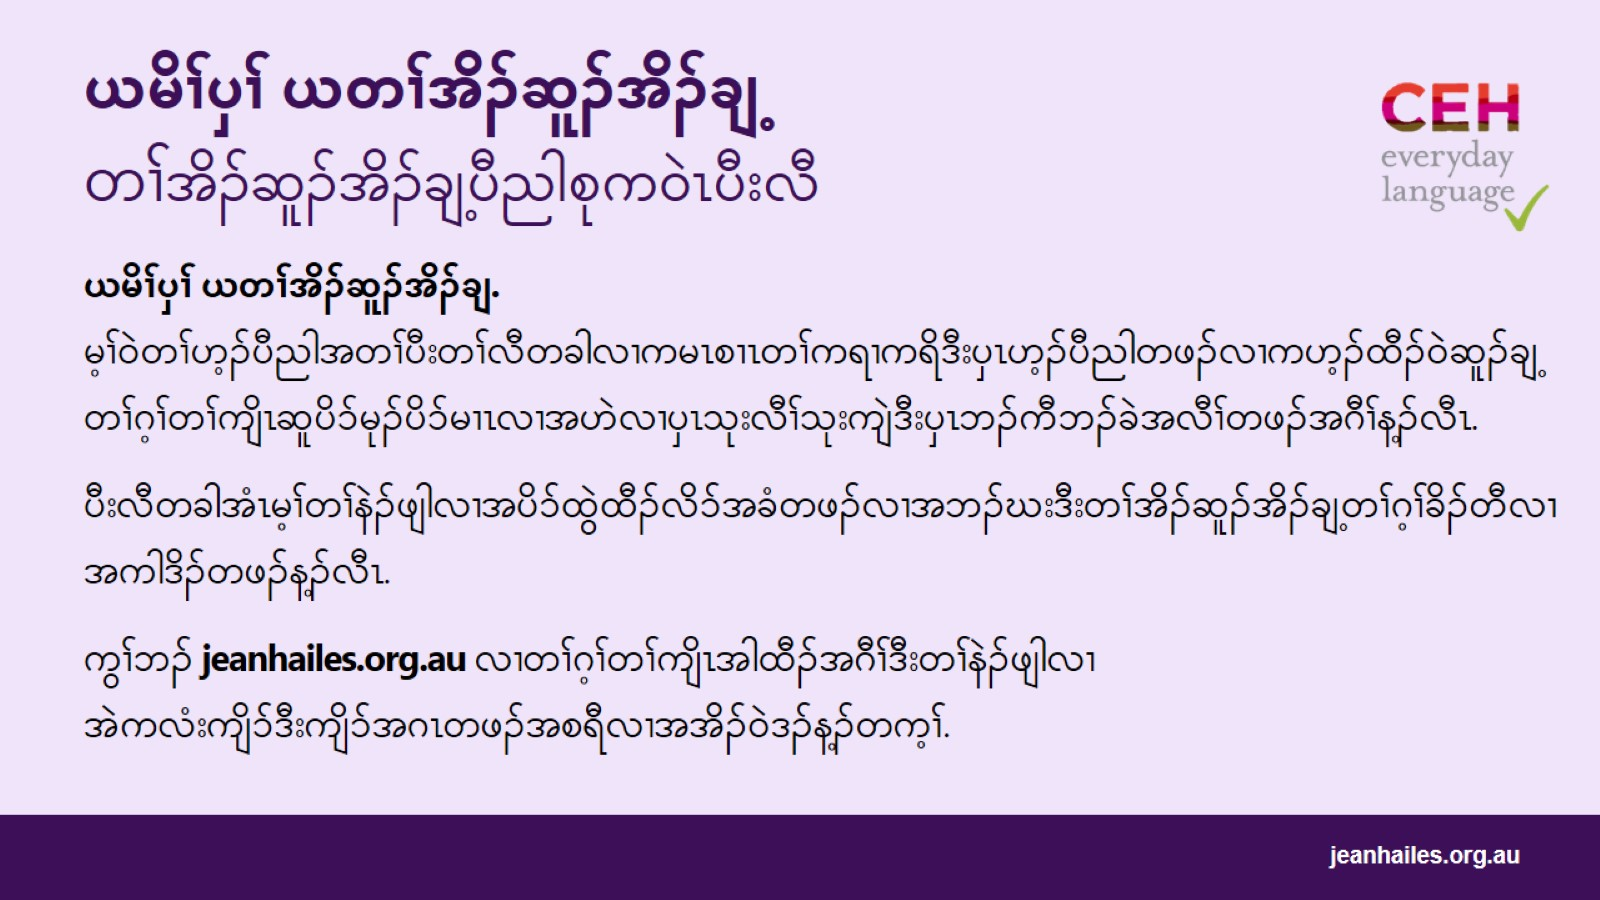 ယမိၢ်ပှၢ် ယတၢ်အိၣ်ဆူၣ်အိၣ်ချ့
တၢ်အိၣ်ဆူၣ်အိၣ်ချ့ပီညါစုကဝဲၤပီးလီ
CEH
everyday
language
ယမိၢ်ပှၢ် ယတၢ်အိၣ်ဆူၣ်အိၣ်ချ.
မ့ၢ်ဝဲတၢ်ဟ့ၣ်ပီညါအတၢ်ပီးတၢ်လီတခါလၢကမၤစၢၤတၢ်ကရၢကရိဒီးပှၤဟ့ၣ်ပီညါတဖၣ်လၢကဟ့ၣ်ထီၣ်ဝဲဆူၣ်ချ့
တၢ်ဂ့ၢ်တၢ်ကျိၤဆူပိာ်မုၣ်ပိာ်မၢၤလၢအဟဲလၢပှၤသုးလီၢ်သုးကျဲဒီးပှၤဘၣ်ကီဘၣ်ခဲအလီၢ်တဖၣ်အဂီၢ်န့ၣ်လီၤ.
ပီးလီတခါအံၤမ့ၢ်တၢ်နဲၣ်ဖျါလၢအပိာ်ထွဲထီၣ်လိာ်အခံတဖၣ်လၢအဘၣ်ဃးဒီးတၢ်အိၣ်ဆူၣ်အိၣ်ချ့တၢ်ဂ့ၢ်ခိၣ်တီလၢ
အကါဒိၣ်တဖၣ်န့ၣ်လီၤ.
ကွၢ်ဘၣ် jeanhailes.org.au လၢတၢ်ဂ့ၢ်တၢ်ကျိၤအါထီၣ်အဂီၢ်ဒီးတၢ်နဲၣ်ဖျါလၢ
အဲကလံးကျိာ်ဒီးကျိာ်အဂၤတဖၣ်အစရီလၢအအိၣ်ဝဲဒၣ်န့ၣ်တက့ၢ်.
jeanhailes.org.au